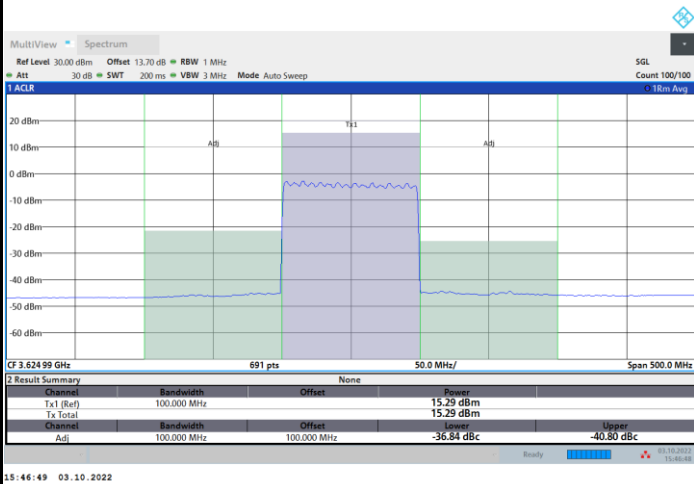 MultiView Spectrum
Ref Level 30.00 dBm Offset 13.70 dB RBW 1 MHz SGL
Att 30 dB SWT 200 ms VBW 3 MHz Mode Auto Sweep Count 100/100
1 ACLR 1Rm Avg
Tx1
Adj Adj
20 dBm
10 dBm
0 dBm
-10 dBm
-20 dBm
-30 dBm
-40 dBm
-50 dBm
-60 dBm
CF 3.624 99 GHz 691 pts 50.0 MHz/ Span 500.0 MHz
2 Result Summary None
Channel Bandwidth Offset Power
Tx1 (Ref) 100.000 MHz 15.29 dBm
Tx Total 15.29 dBm
Channel Bandwidth Offset Lower Upper
Adj 100.000 MHz 100.000 MHz -36.84 dBc -40.80 dBc
Ready 03.10.2022
15:46:48
15:46:49 03.10.2022